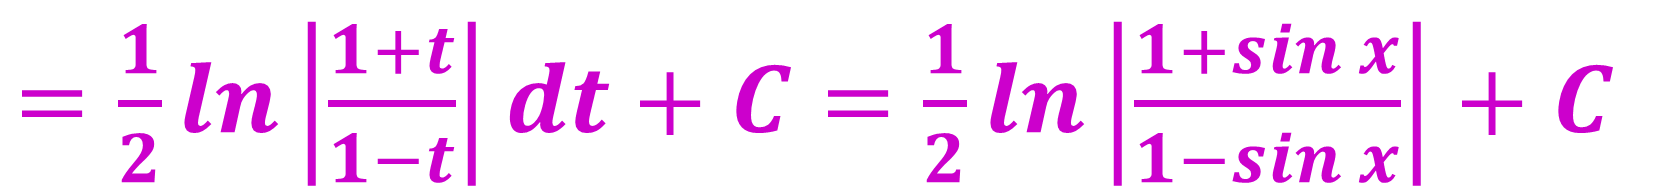 = 1/2 ln |1+t/1−t| dt + C = 1/2 ln |1+sin x/1−sin x| + C